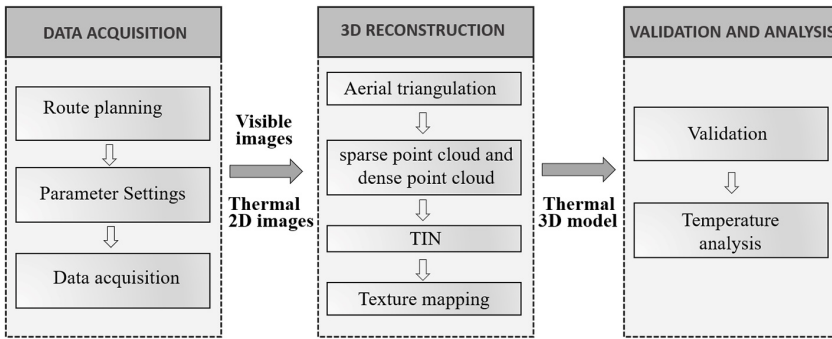 DATA ACQUISITION
Route planning
Parameter Settings
Data acquisition
Visible
images
Thermal
2D images
3D RECONSTRUCTION
Aerial triangulation
sparse point cloud and
dense point cloud
TIN
Texture mapping
Thermal
3D model
VALIDATION AND ANALYSIS
Validation
Temperature
analysis